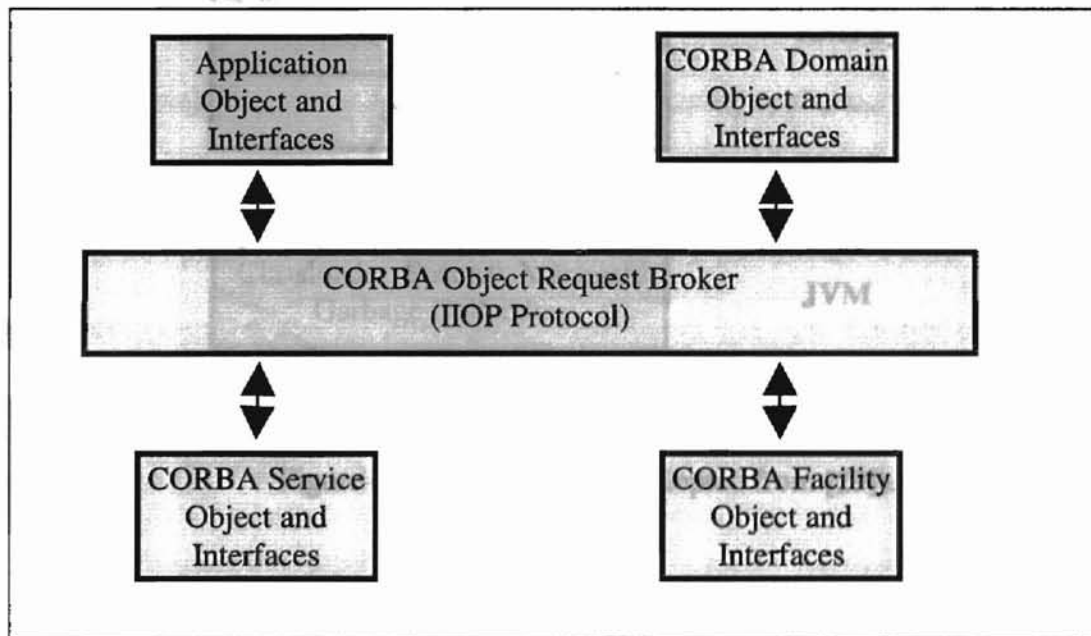 Application
Object and
Interfaces
CORBA Domain
Object and
Interfaces
CORBA Object Request Broker
(IIOP Protocol)
JVM
CORBA Service
Object and
Interfaces
CORBA Facility
Object and
Interfaces